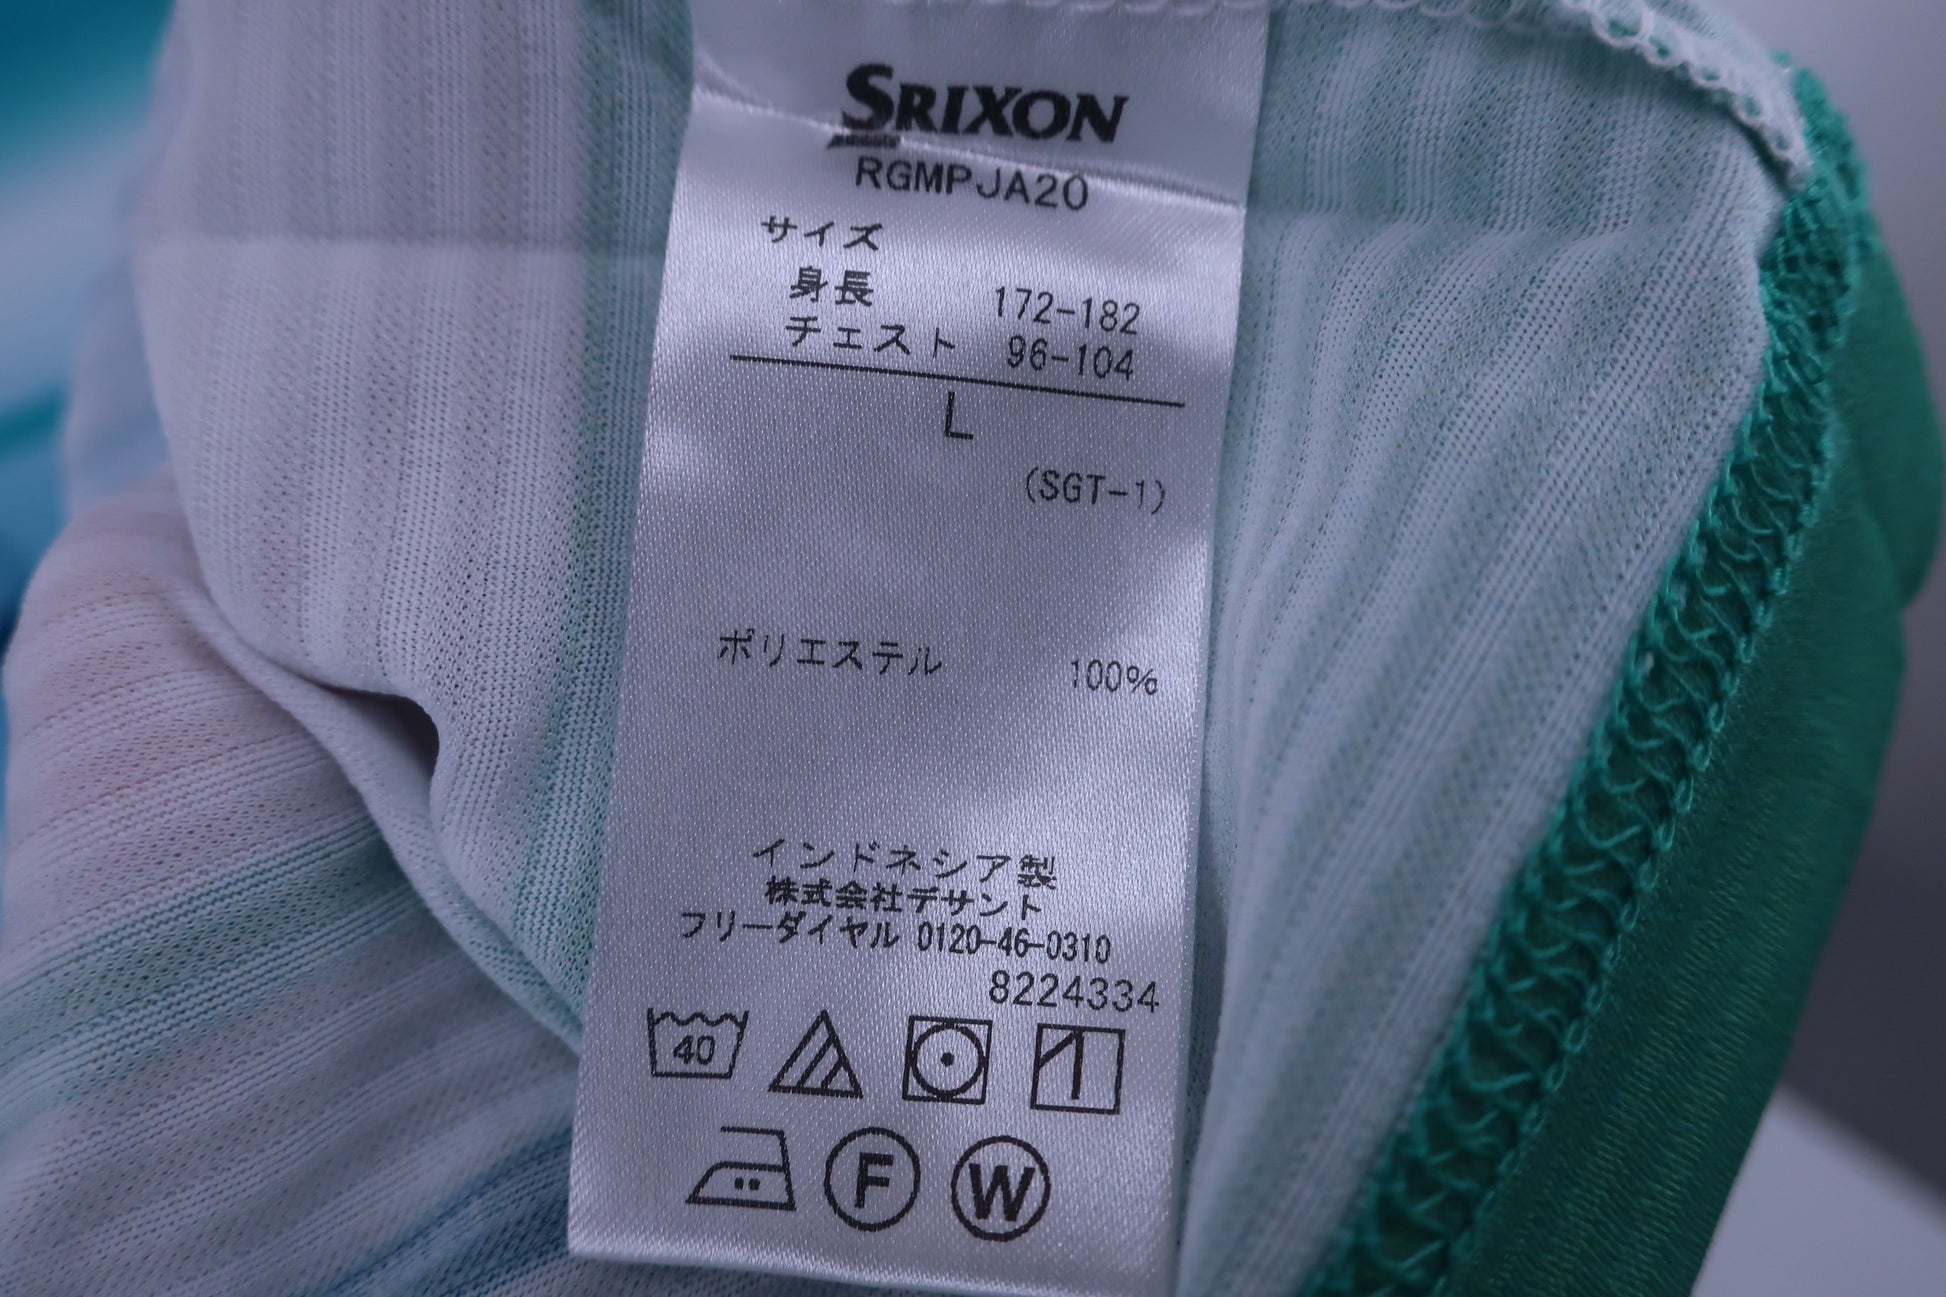 SRIXON
RGMPJA20
サイズ
身長 172-182
チェスト 96-104
L
(SGT-1)
ポリエステル 100%
インドネシア製
株式会社デサント
フリーダイヤル 0120-46-0310
8224334
40
F W